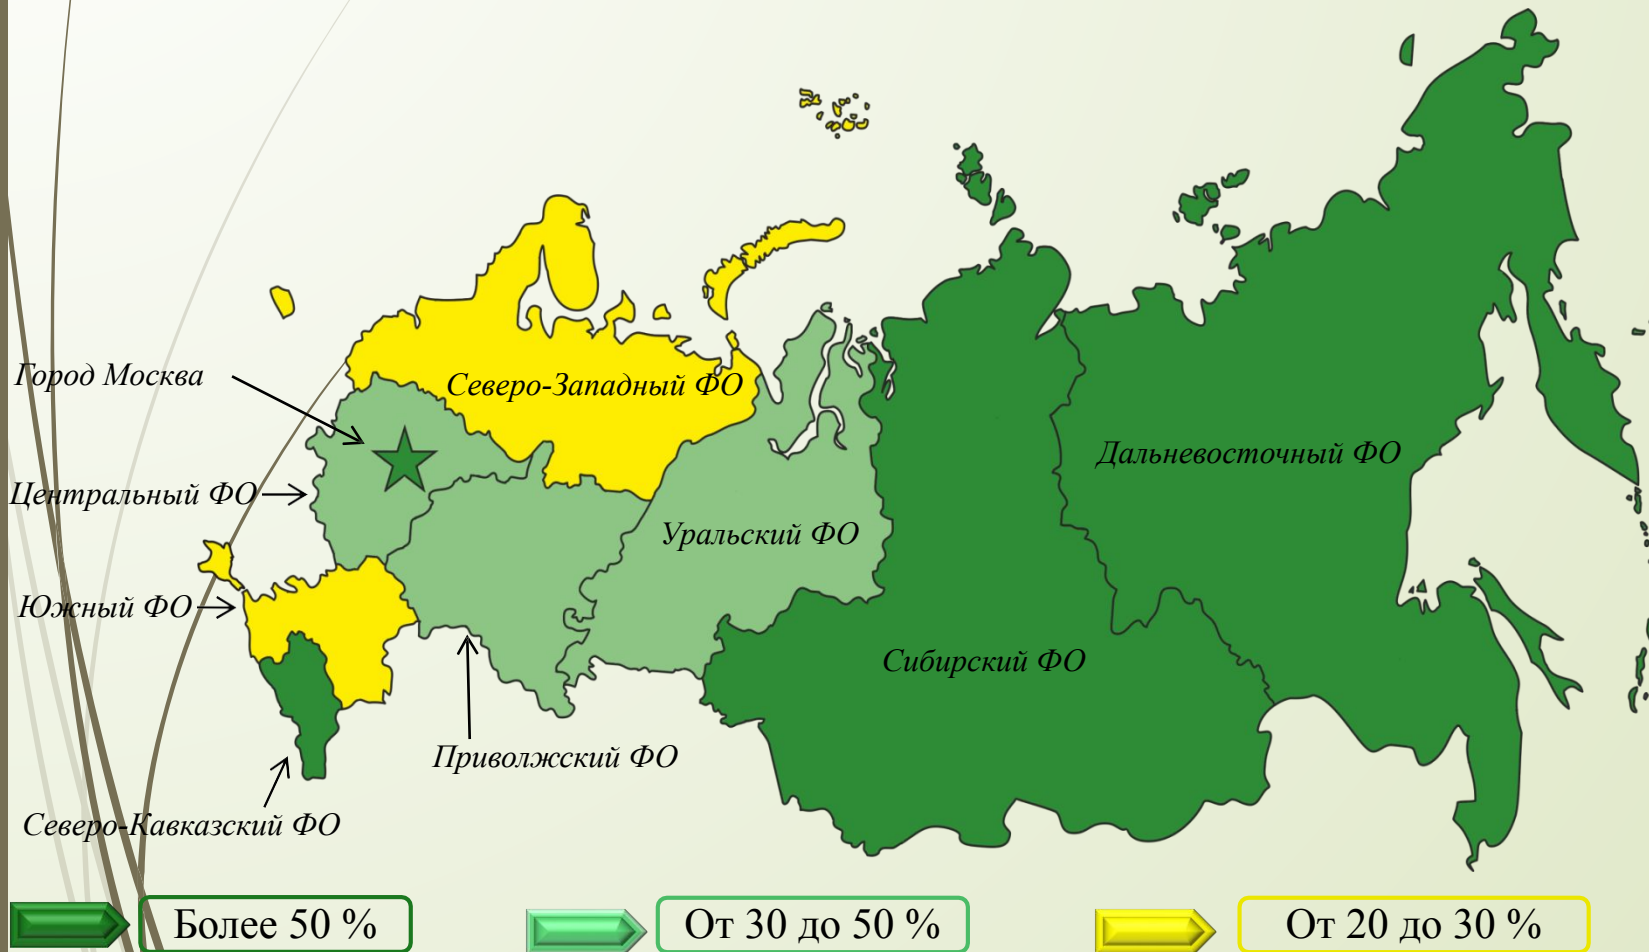 Город Москва
Северо-Западный ФО
Дальневосточный ФО
Центральный ФО
Уральский ФО
Южный ФО
Сибирский ФО
Приволжский ФО
Северо-Кавказский ФО
Более 50 %
От 30 до 50 %
От 20 до 30 %